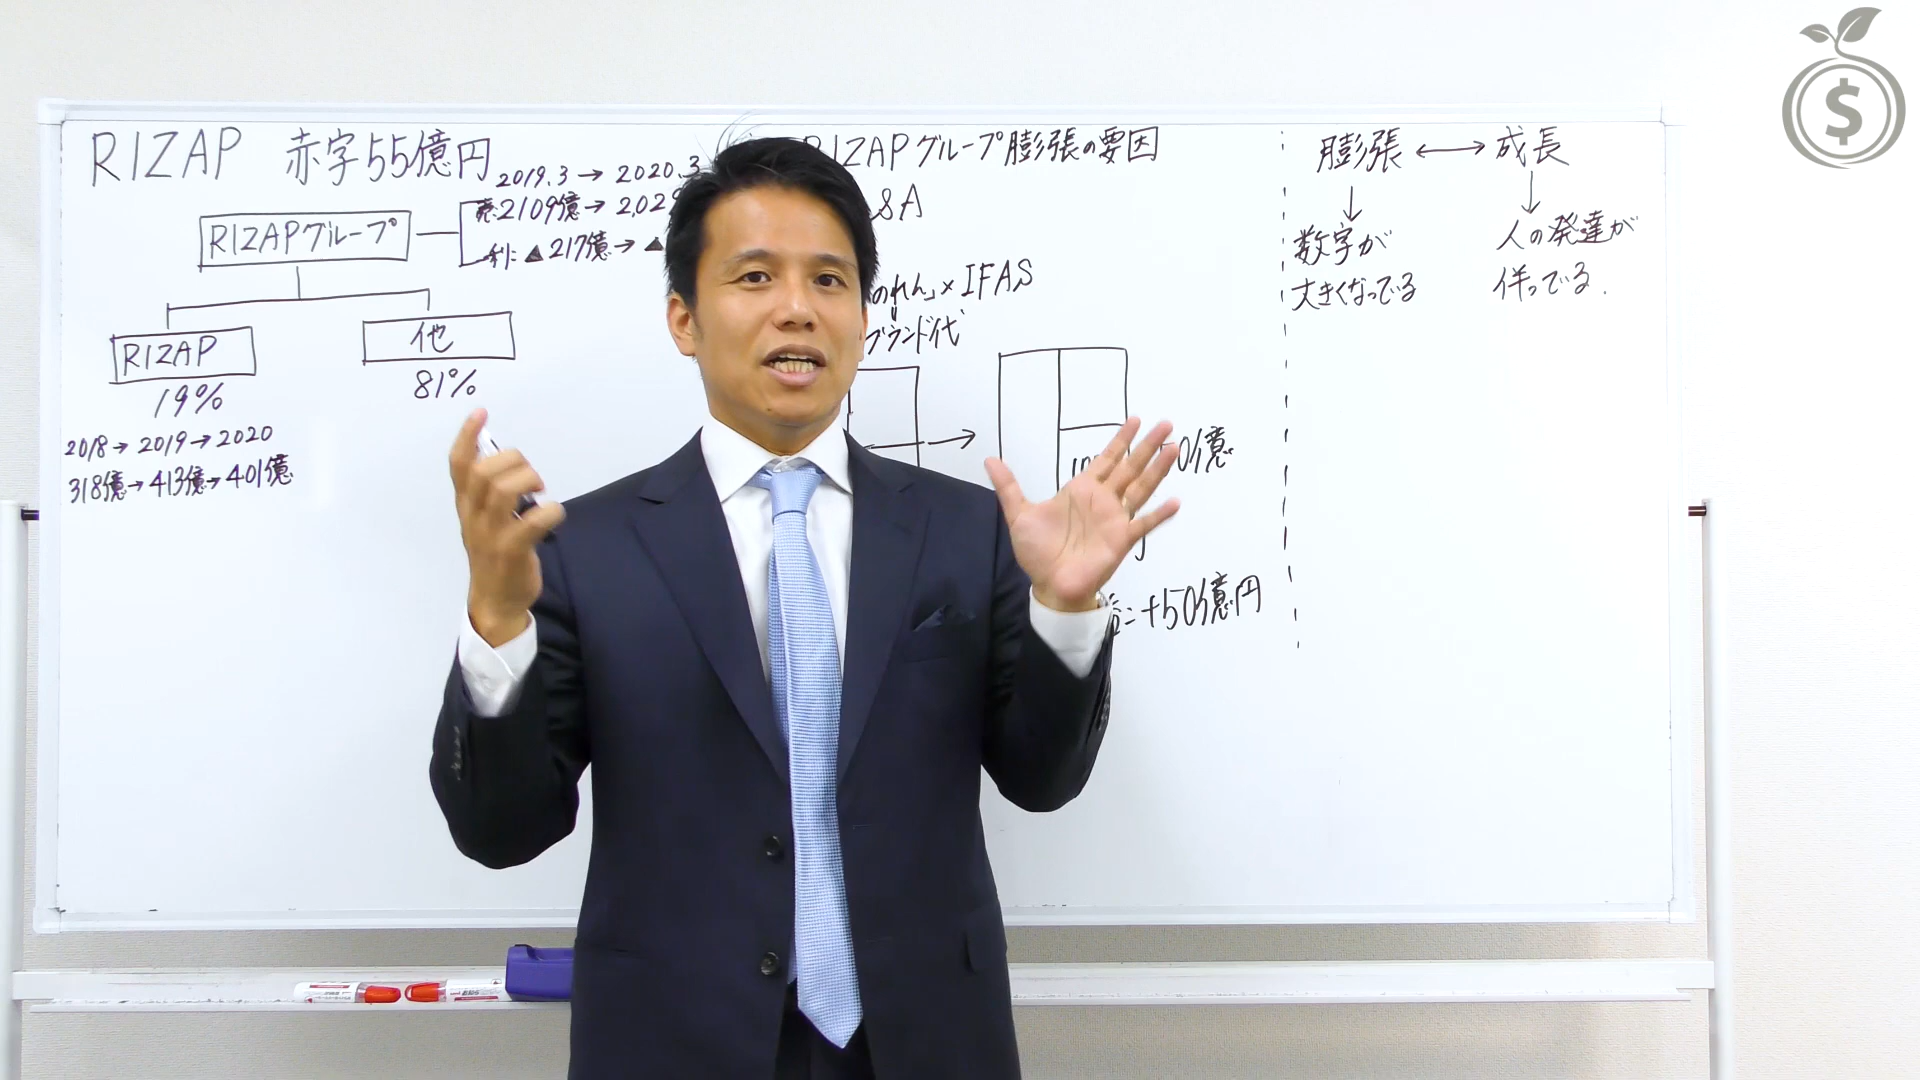 RIZAP 赤字55億円
2019.3→2020.3
売:2109億→2,029
利:▲217億→▲
RIZAPグループ
RIZAP
19%
他
81%
2018→2019→2020
318億→413億→401億
RIZAPグループ膨張の要因
&A
のれん」×IFAS
ブランド代
0億
益=+50億円
膨張←→成長
↓
数字が
大きくなってる
↓
人の発達が
伴ってる.
$